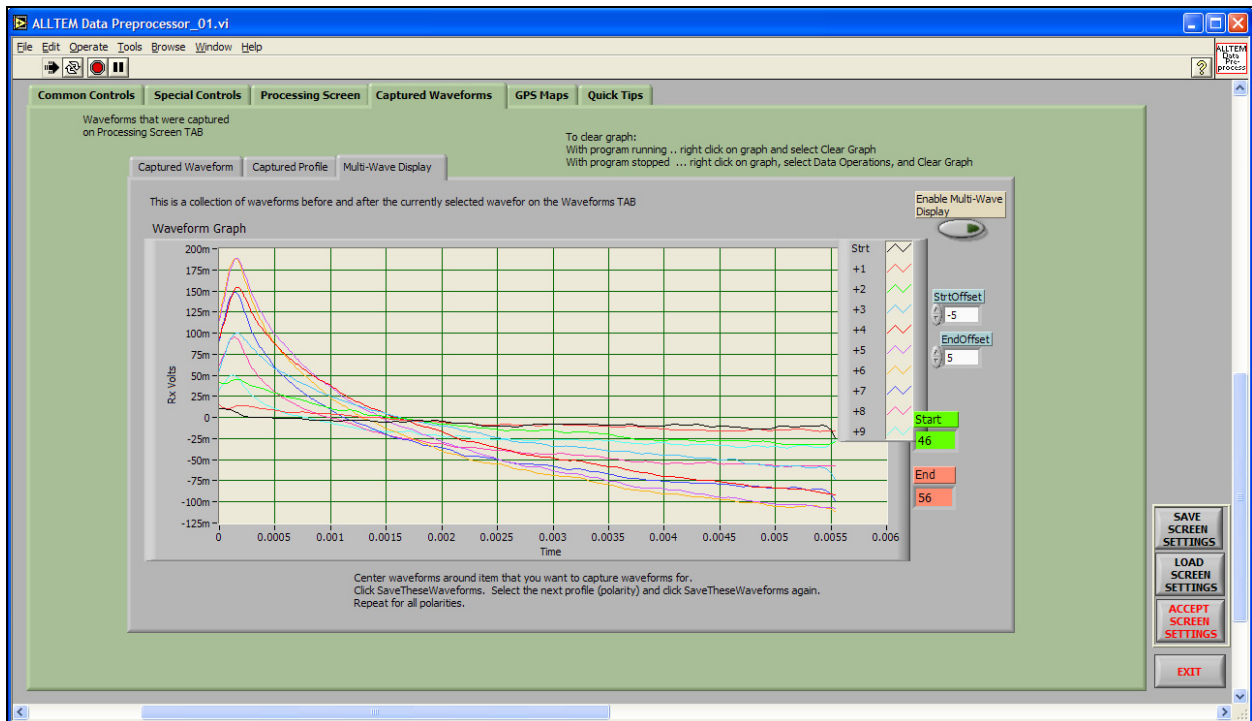 ALLTEM Data Preprocessor_01.vi
File Edit Operate Tools Browse Window Help
ALLTEM
Data
Pre-
process
?
Common Controls Special Controls Processing Screen Captured Waveforms GPS Maps Quick Tips
Waveforms that were captured
on Processing Screen TAB
To clear graph:
With program running .. right click on graph and select Clear Graph
With program stopped ... right click on graph, select Data Operations, and Clear Graph
Captured Waveform Captured Profile Multi-Wave Display
This is a collection of waveforms before and after the currently selected wavefor on the Waveforms TAB
Enable Multi-Wave
Display
Waveform Graph
200m
175m
150m
125m
100m
75m
50m
25m
0
-25m
-50m
-75m
-100m
-125m
Rx Volts
0 0.0005 0.001 0.0015 0.002 0.0025 0.003 0.0035 0.004 0.0045 0.005 0.0055 0.006
Time
Strt
+1
+2
+3
+4
+5
+6
+7
+8
+9
StrtOffset
-5
EndOffset
5
Start
46
End
56
Center waveforms around item that you want to capture waveforms for.
Click SaveTheseWaveforms. Select the next profile (polarity) and click SaveTheseWaveforms again.
Repeat for all polarities.
SAVE
SCREEN
SETTINGS
LOAD
SCREEN
SETTINGS
ACCEPT
SCREEN
SETTINGS
EXIT